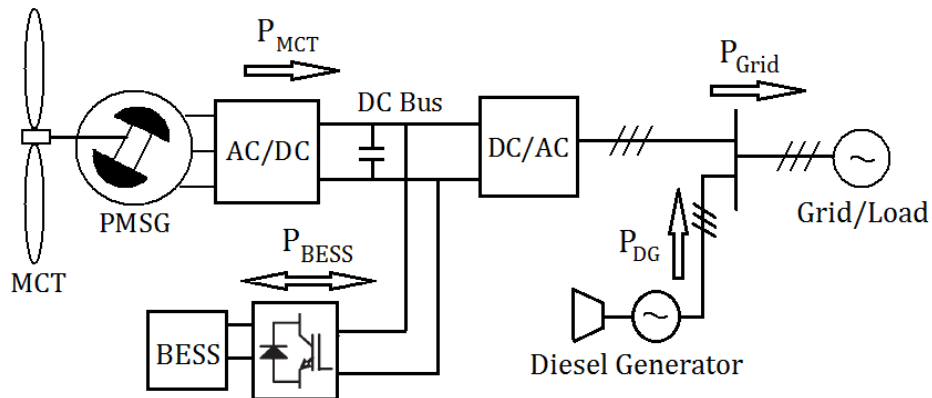 P_MCT
P_Grid
DC Bus
AC/DC
DC/AC
PMSG
Grid/Load
P_BESS
P_DG
MCT
BESS
Diesel Generator